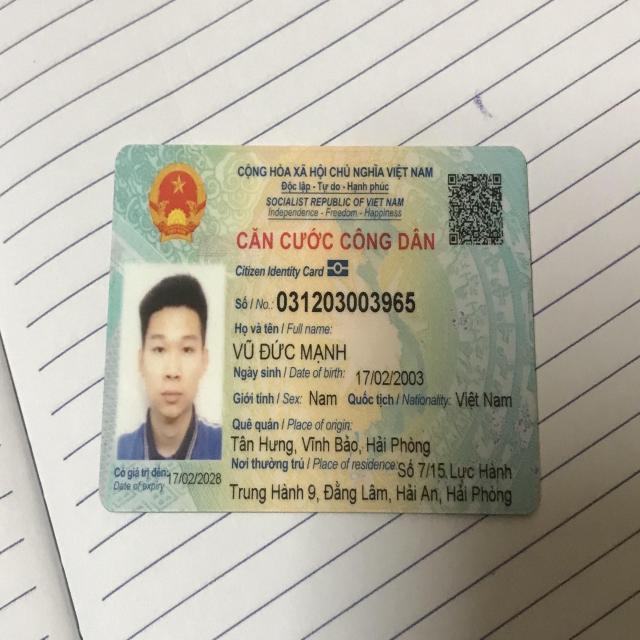 CỘNG HÒA XÃ HỘI CHỦ NGHĨA VIỆT NAM
Độc lập - Tự do - Hạnh phúc
SOCIALIST REPUBLIC OF VIET NAM
Independence - Freedom - Happiness
CĂN CƯỚC CÔNG DÂN
Citizen Identity Card
Số / No.: 031203003965
Họ và tên / Full name:
VŨ ĐỨC MẠNH
Ngày sinh / Date of birth: 17/02/2003
Giới tính / Sex: Nam Quốc tịch / Nationality: Việt Nam
Quê quán / Place of origin:
Tân Hưng, Vĩnh Bảo, Hải Phòng
Nơi thường trú / Place of residence: Số 7/15 Lực Hành
Trung Hành 9, Đằng Lâm, Hải An, Hải Phòng
Có giá trị đến: 17/02/2028
Date of expiry